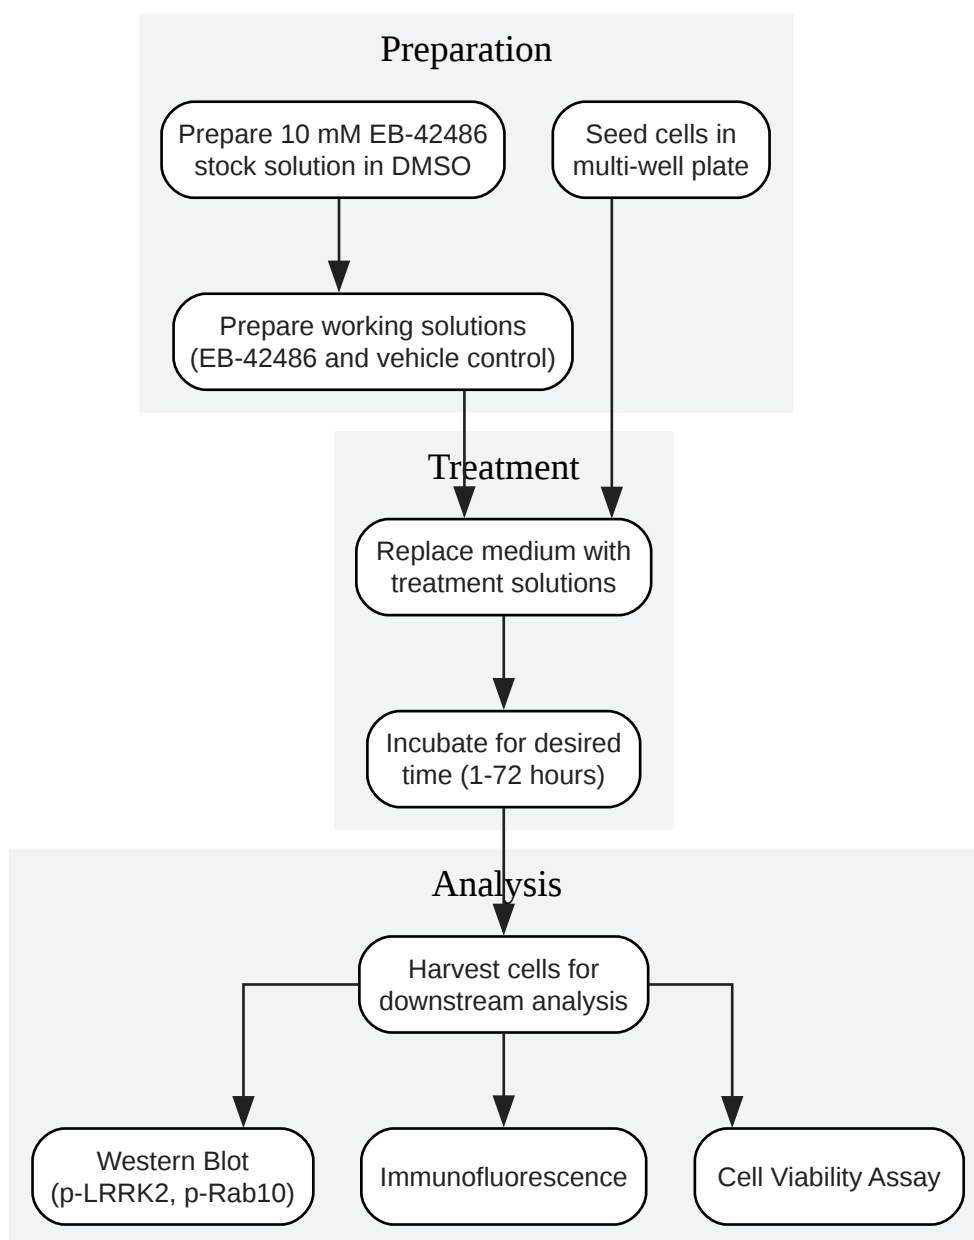 Preparation
Prepare 10 mM EB-42486
stock solution in DMSO
Seed cells in
multi-well plate
Prepare working solutions
(EB-42486 and vehicle control)
Treatment
Replace medium with
treatment solutions
Incubate for desired
time (1-72 hours)
Analysis
Harvest cells for
downstream analysis
Western Blot
(p-LRRK2, p-Rab10)
Immunofluorescence
Cell Viability Assay